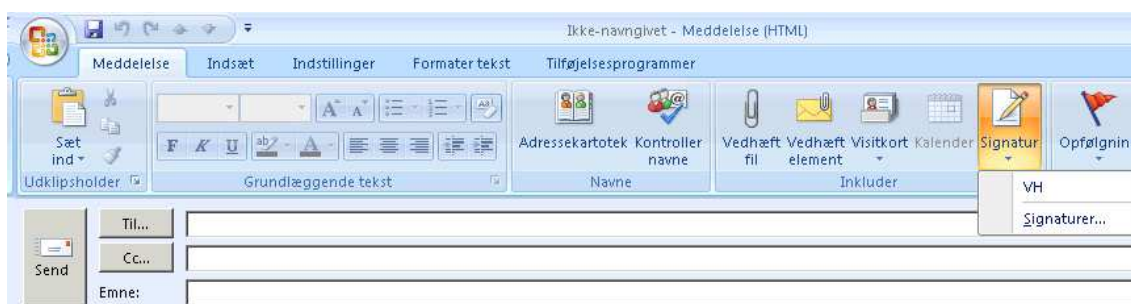 Ikke-navngivet - Meddelelse (HTML)
Meddelelse Indsæt Indstillinger Formater tekst Tilføjelsesprogrammer
Sæt ind
F K U ab A A A A
Adressekartotek Kontroller navne
Vedhæft fil Vedhæft element Visitkort Kalender Signatur Opfølgnin
Udklipsholder Grundlæggende tekst Navne Inkluder
VH
Signaturer...
Til...
Cc...
Send
Emne: